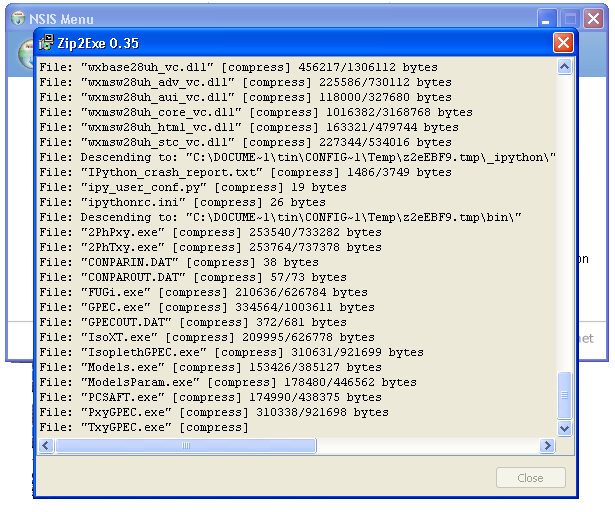 NSIS Menu
Zip2Exe 0.35
File: "wxbase28uh_vc.dll" [compress] 456217/1306112 bytes
File: "wxmsw28uh_adv_vc.dll" [compress] 225586/730112 bytes
File: "wxmsw28uh_aui_vc.dll" [compress] 118000/327680 bytes
File: "wxmsw28uh_core_vc.dll" [compress] 1016382/3168768 bytes
File: "wxmsw28uh_html_vc.dll" [compress] 163321/479744 bytes
File: "wxmsw28uh_stc_vc.dll" [compress] 227344/534016 bytes
File: Descending to: "C:\DOCUME~1\tin\CONFIG~1\Temp\z2eEBF9.tmp\_ipython\"
File: "IPython_crash_report.txt" [compress] 1486/3749 bytes
File: "ipy_user_conf.py" [compress] 19 bytes
File: "ipythonrc.ini" [compress] 26 bytes
File: Descending to: "C:\DOCUME~1\tin\CONFIG~1\Temp\z2eEBF9.tmp\bin\"
File: "2PhPxy.exe" [compress] 253540/733282 bytes
File: "2PhTxy.exe" [compress] 253764/737378 bytes
File: "CONPARIN.DAT" [compress] 38 bytes
File: "CONPAROUT.DAT" [compress] 57/73 bytes
File: "FUGi.exe" [compress] 210636/626784 bytes
File: "GPEC.exe" [compress] 334564/1003611 bytes
File: "GPECOUT.DAT" [compress] 372/681 bytes
File: "IsoXT.exe" [compress] 209995/626778 bytes
File: "IsoplethGPEC.exe" [compress] 310631/921699 bytes
File: "Models.exe" [compress] 153426/385127 bytes
File: "ModelsParam.exe" [compress] 178480/446562 bytes
File: "PCSAFT.exe" [compress] 174990/438375 bytes
File: "PxyGPEC.exe" [compress] 310338/921698 bytes
File: "TxyGPEC.exe" [compress]
on
et
Close